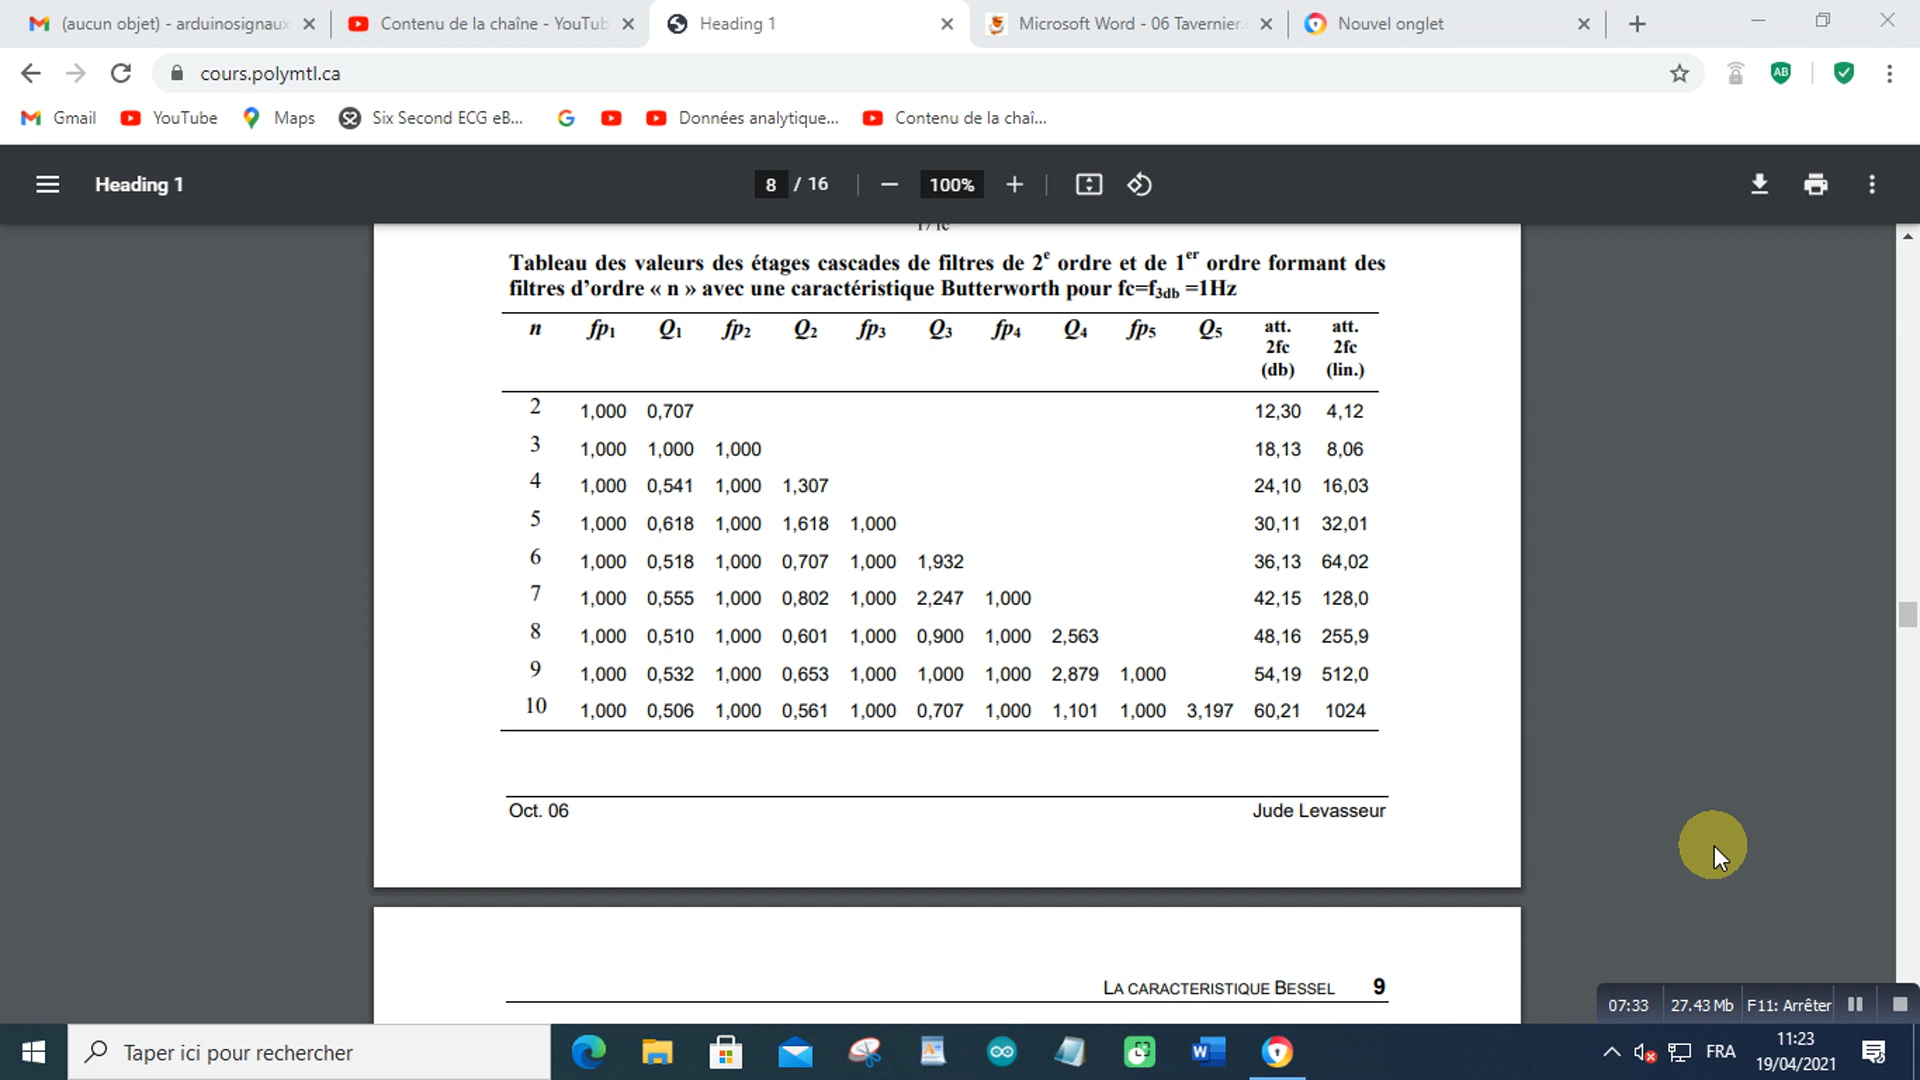 (aucun objet) - arduinosignaux
Contenu de la chaîne - YouTub
Heading 1
Microsoft Word - 06 Tavernier.
Nouvel onglet
cours.polymtl.ca
AB
Gmail
YouTube
Maps
Six Second ECG eB...
Données analytique...
Contenu de la chaî...
Heading 1
8 / 16
100%
Tableau des valeurs des étages cascades de filtres de 2e ordre et de 1er ordre formant des
filtres d'ordre « n » avec une caractéristique Butterworth pour fc=f3db =1Hz
n fp1 Q1 fp2 Q2 fp3 Q3 fp4 Q4 fp5 Q5 att. 2fc (db) att. 2fc (lin.)
2 1,000 0,707 12,30 4,12
3 1,000 1,000 1,000 18,13 8,06
4 1,000 0,541 1,000 1,307 24,10 16,03
5 1,000 0,618 1,000 1,618 1,000 30,11 32,01
6 1,000 0,518 1,000 0,707 1,000 1,932 36,13 64,02
7 1,000 0,555 1,000 0,802 1,000 2,247 1,000 42,15 128,0
8 1,000 0,510 1,000 0,601 1,000 0,900 1,000 2,563 48,16 255,9
9 1,000 0,532 1,000 0,653 1,000 1,000 1,000 2,879 1,000 54,19 512,0
10 1,000 0,506 1,000 0,561 1,000 0,707 1,000 1,101 1,000 3,197 60,21 1024
Oct. 06 Jude Levasseur
LA CARACTERISTIQUE BESSEL 9
07:33 27.43 Mb F11: Arrêter
Taper ici pour rechercher
FRA
11:23
19/04/2021